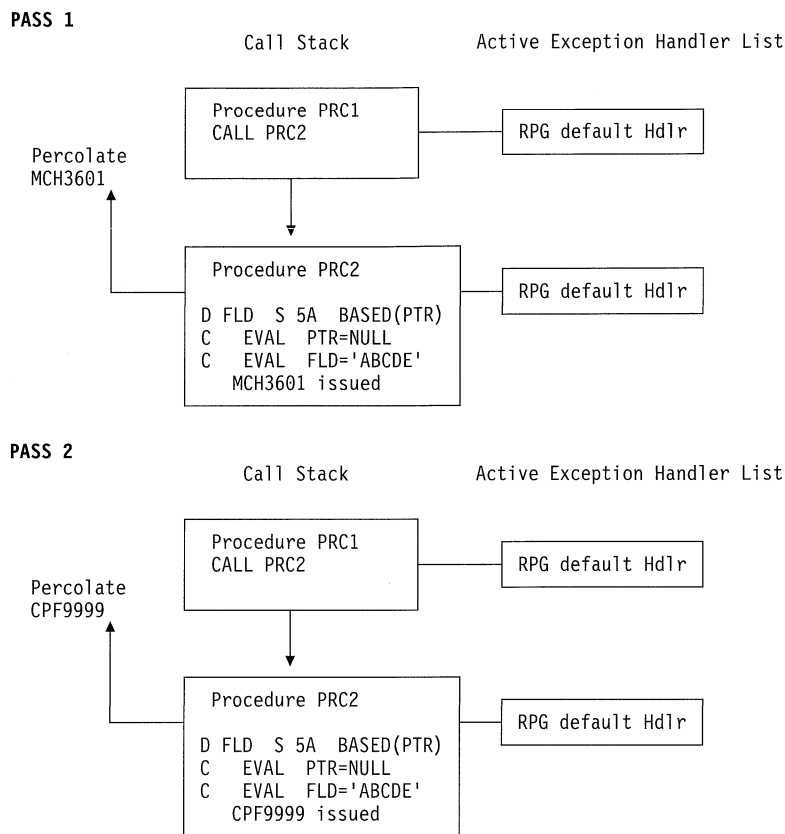 PASS 1
Call Stack
Active Exception Handler List
Procedure PRC1
CALL PRC2
RPG default Hdlr
Percolate
MCH3601
Procedure PRC2
RPG default Hdlr
D FLD S 5A BASED(PTR)
C EVAL PTR=NULL
C EVAL FLD='ABCDE'
MCH3601 issued
PASS 2
Call Stack
Active Exception Handler List
Procedure PRC1
CALL PRC2
RPG default Hdlr
Percolate
CPF9999
Procedure PRC2
RPG default Hdlr
D FLD S 5A BASED(PTR)
C EVAL PTR=NULL
C EVAL FLD='ABCDE'
CPF9999 issued